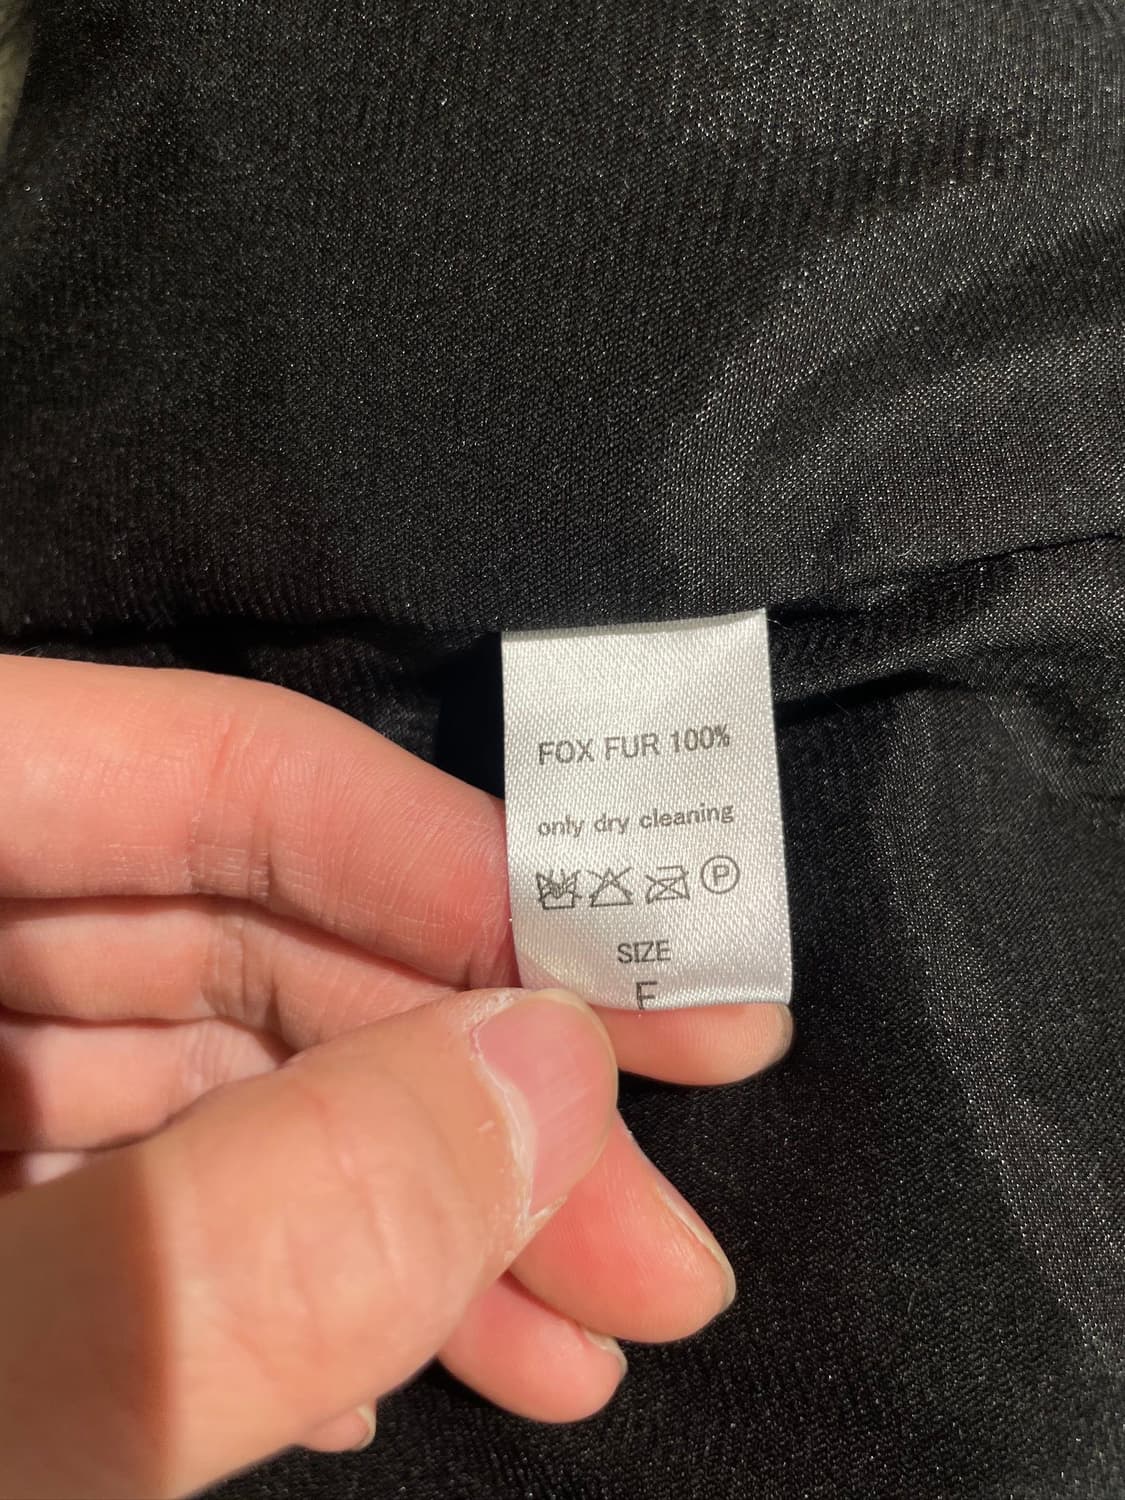 FOX FUR 100%
only dry cleaning
P
SIZE
F